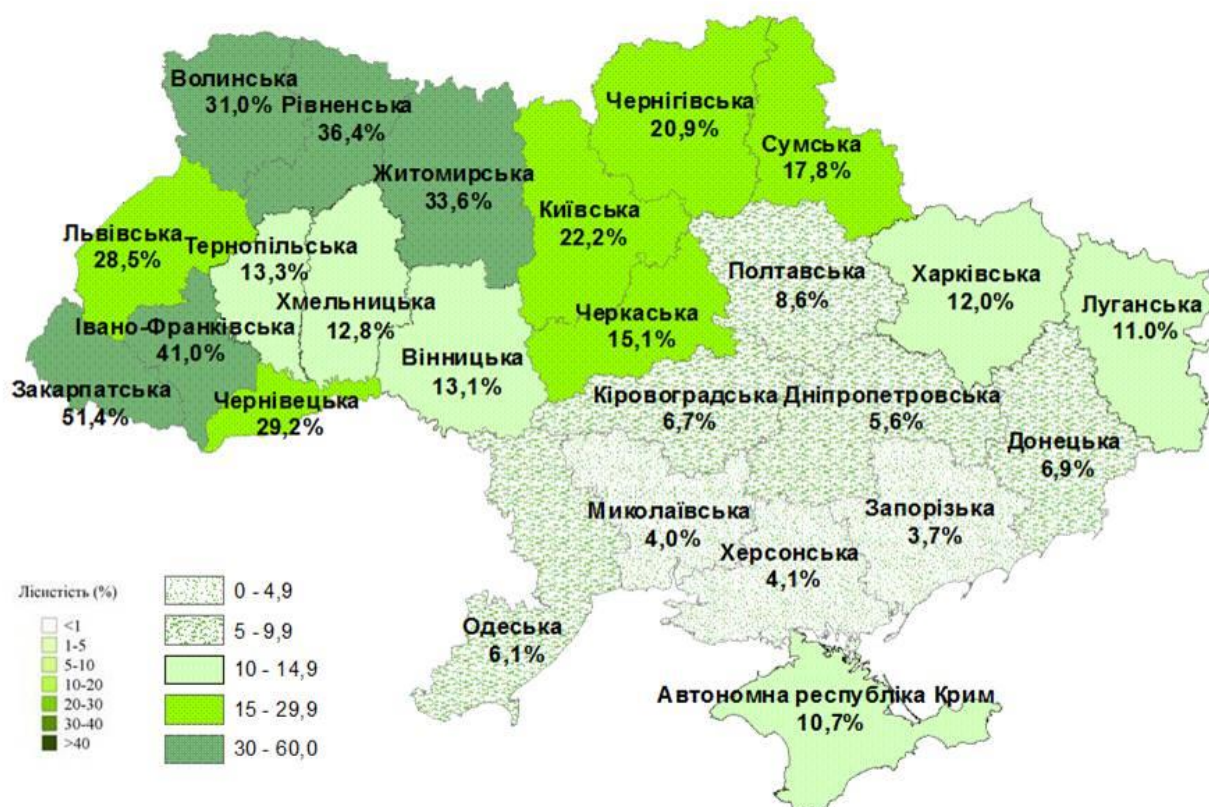 Волинська
31,0%
Рівненська
36,4%
Житомирська
33,6%
Чернігівська
20,9%
Сумська
17,8%
Київська
22,2%
Львівська
28,5%
Тернопільська
13,3%
Хмельницька
12,8%
Івано-Франківська
41,0%
Закарпатська
51,4%
Чернівецька
29,2%
Вінницька
13,1%
Черкаська
15,1%
Полтавська
8,6%
Харківська
12,0%
Луганська
11.0%
Кіровоградська
6,7%
Дніпропетровська
5,6%
Донецька
6,9%
Миколаївська
4,0%
Запорізька
3,7%
Херсонська
4,1%
Одеська
6,1%
Автономна республіка Крим
10,7%
Лісистість (%)
<1
1-5
5-10
10-20
20-30
30-40
>40
0 - 4,9
5 - 9,9
10 - 14,9
15 - 29,9
30 - 60,0